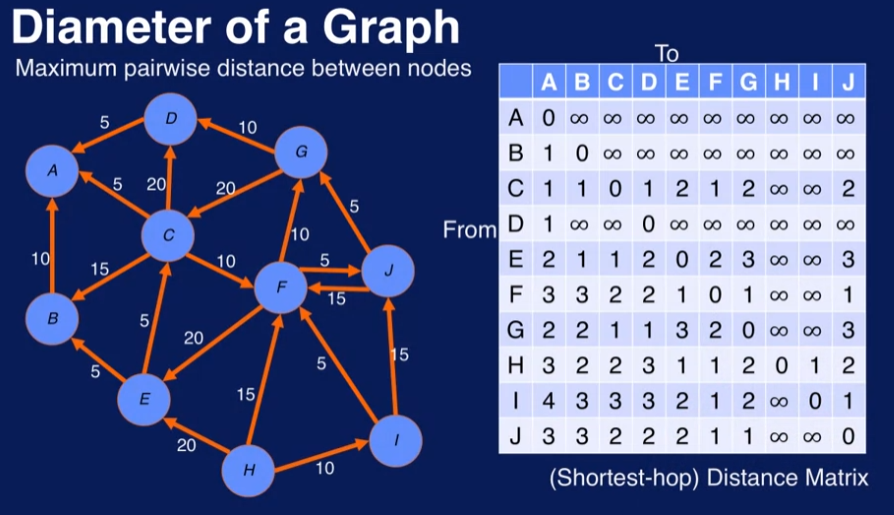 Diameter of a Graph
Maximum pairwise distance between nodes
To
A B C D E F G H I J
A 0 ∞ ∞ ∞ ∞ ∞ ∞ ∞ ∞ ∞
B 1 0 ∞ ∞ ∞ ∞ ∞ ∞ ∞ ∞
C 1 1 0 1 2 1 2 ∞ ∞ 2
From
D 1 ∞ ∞ 0 ∞ ∞ ∞ ∞ ∞ ∞
E 2 1 1 2 0 2 3 ∞ ∞ 3
F 3 3 2 2 1 0 1 ∞ ∞ 1
G 2 2 1 1 3 2 0 ∞ ∞ 3
H 3 2 2 3 1 1 2 0 1 2
I 4 3 3 3 2 1 2 ∞ 0 1
J 3 3 2 2 2 1 1 ∞ ∞ 0
(Shortest-hop) Distance Matrix
D
5
10
G
A
5
20
20
5
C
10
10
15
10
5
J
F
15
B
5
20
15
5
5
E
15
20
I
H
10